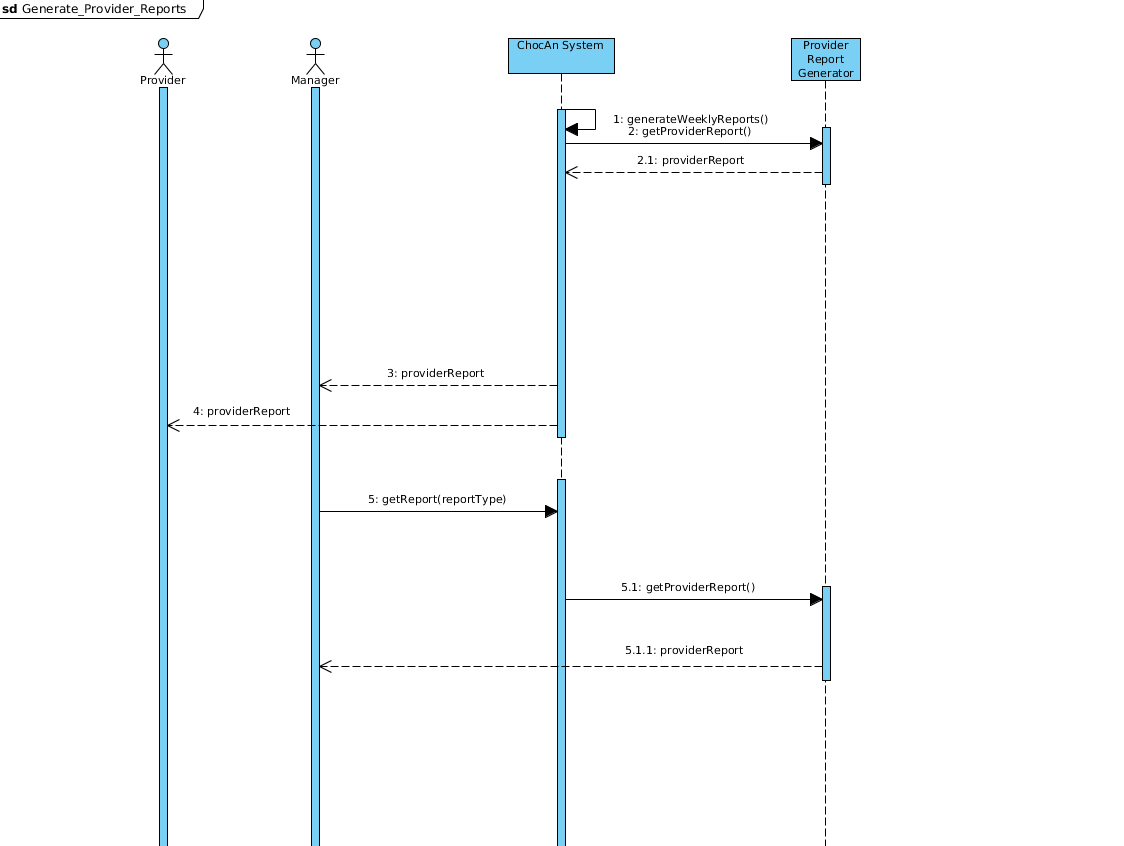 sd Generate_Provider_Reports
Provider
Manager
ChocAn System
Provider
Report
Generator
1: generateWeeklyReports()
2: getProviderReport()
2.1: providerReport
3: providerReport
4: providerReport
5: getReport(reportType)
5.1: getProviderReport()
5.1.1: providerReport